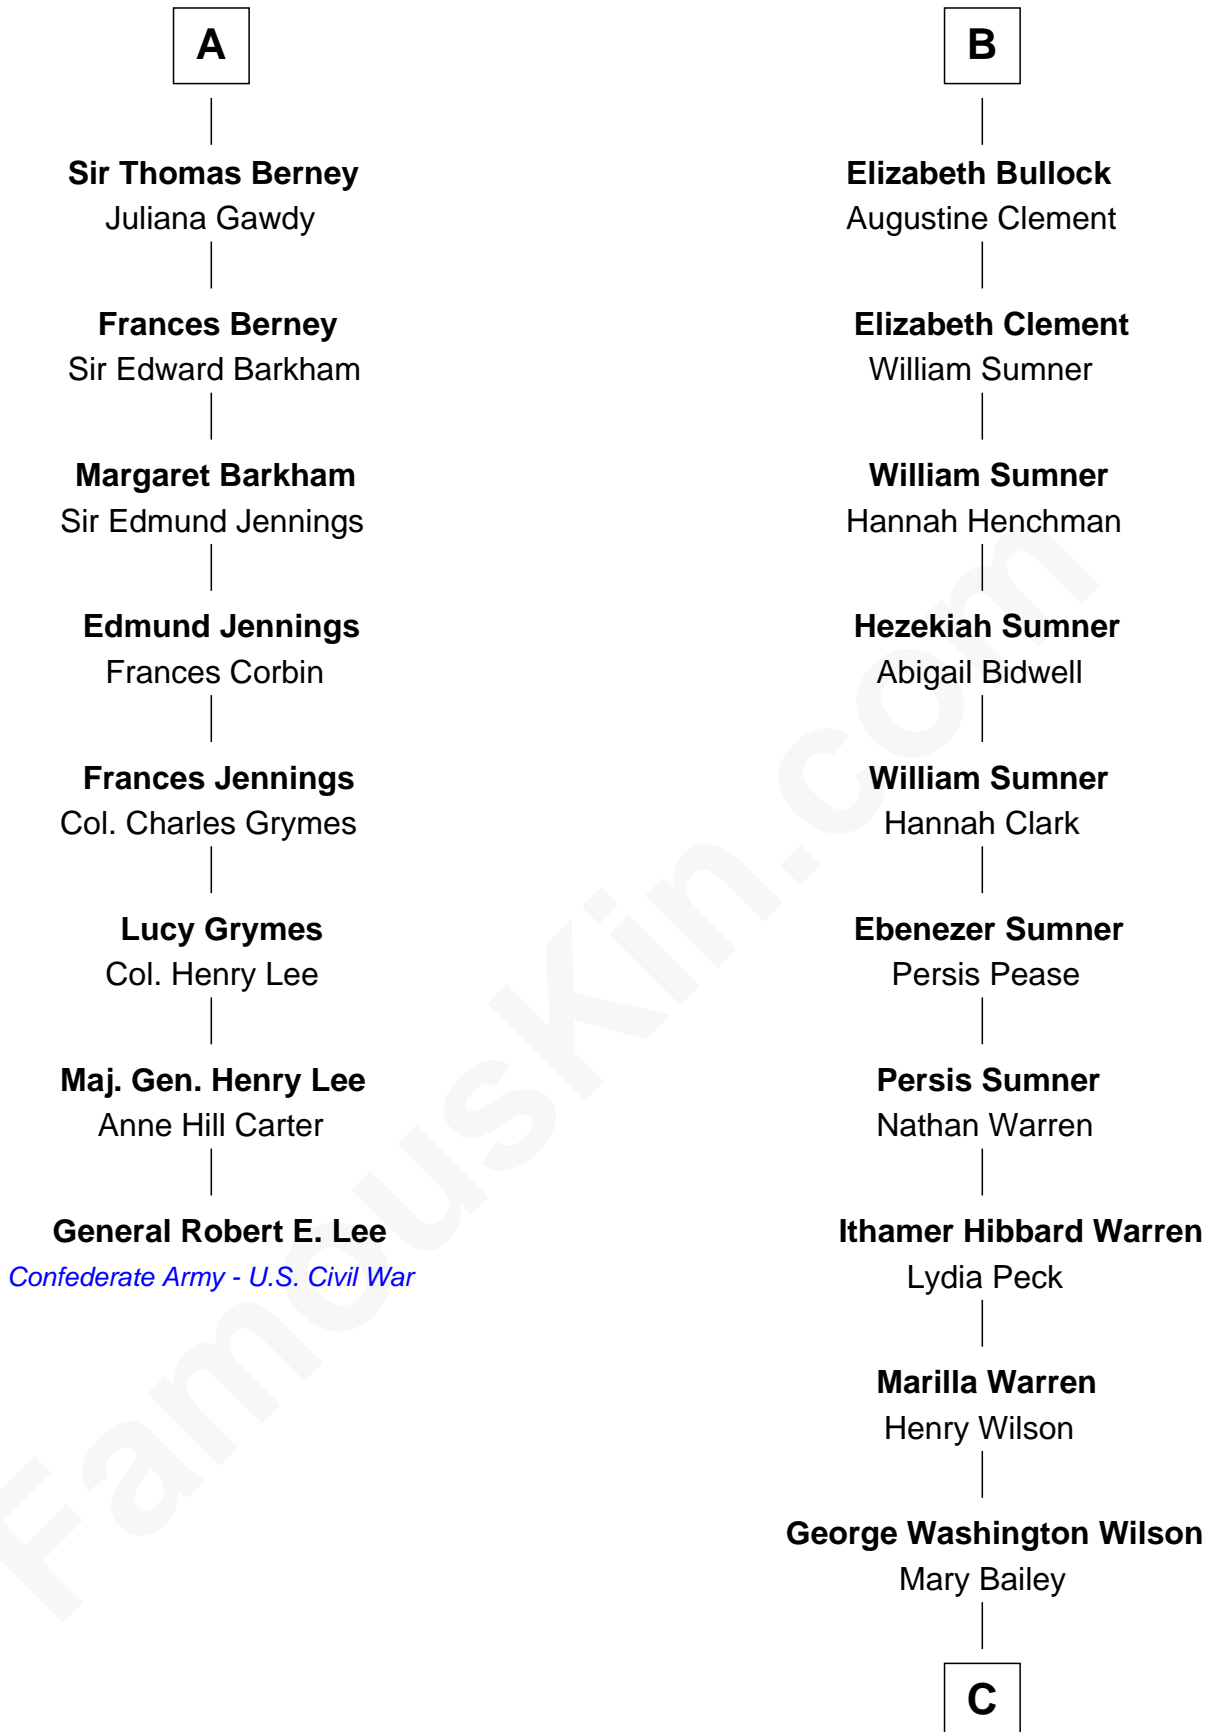 A
Sir Thomas Berney
Juliana Gawdy
Frances Berney
Sir Edward Barkham
Margaret Barkham
Sir Edmund Jennings
Edmund Jennings
Frances Corbin
Frances Jennings
Col. Charles Grymes
Lucy Grymes
Col. Henry Lee
Maj. Gen. Henry Lee
Anne Hill Carter
General Robert E. Lee
Confederate Army - U.S. Civil War
B
Elizabeth Bullock
Augustine Clement
Elizabeth Clement
William Sumner
William Sumner
Hannah Henchman
Hezekiah Sumner
Abigail Bidwell
William Sumner
Hannah Clark
Ebenezer Sumner
Persis Pease
Persis Sumner
Nathan Warren
Ithamer Hibbard Warren
Lydia Peck
Marilla Warren
Henry Wilson
George Washington Wilson
Mary Bailey
C
FamousKin.com